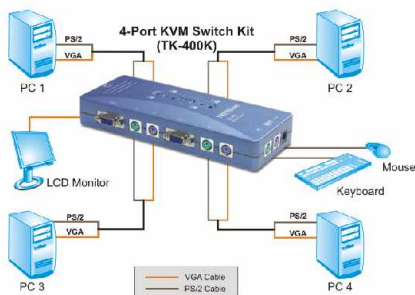 4-Port KVM Switch Kit
(TK-400K)
PS/2
VGA
PC 1
PS/2
VGA
PC 2
LCD Monitor
Mouse
Keyboard
PS/2
VGA
PC 3
PS/2
VGA
PC 4
VGA Cable
PS/2 Cable